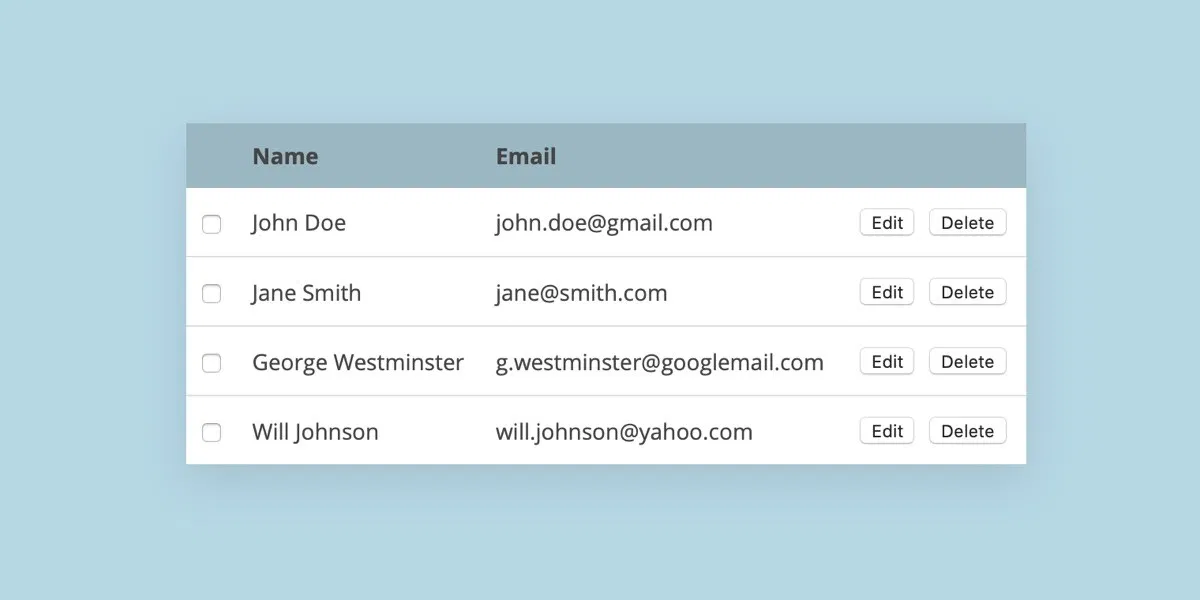 Name Email
John Doe john.doe@gmail.com Edit Delete
Jane Smith jane@smith.com Edit Delete
George Westminster g.westminster@googlemail.com Edit Delete
Will Johnson will.johnson@yahoo.com Edit Delete